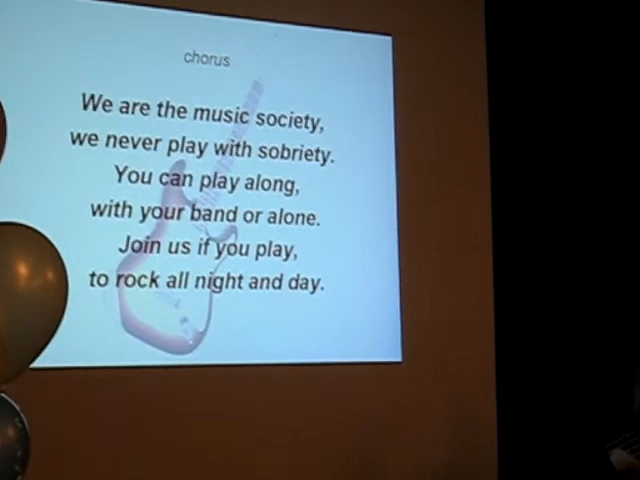 chorus
We are the music society,
we never play with sobriety.
You can play along,
with your band or alone.
Join us if you play,
to rock all night and day.